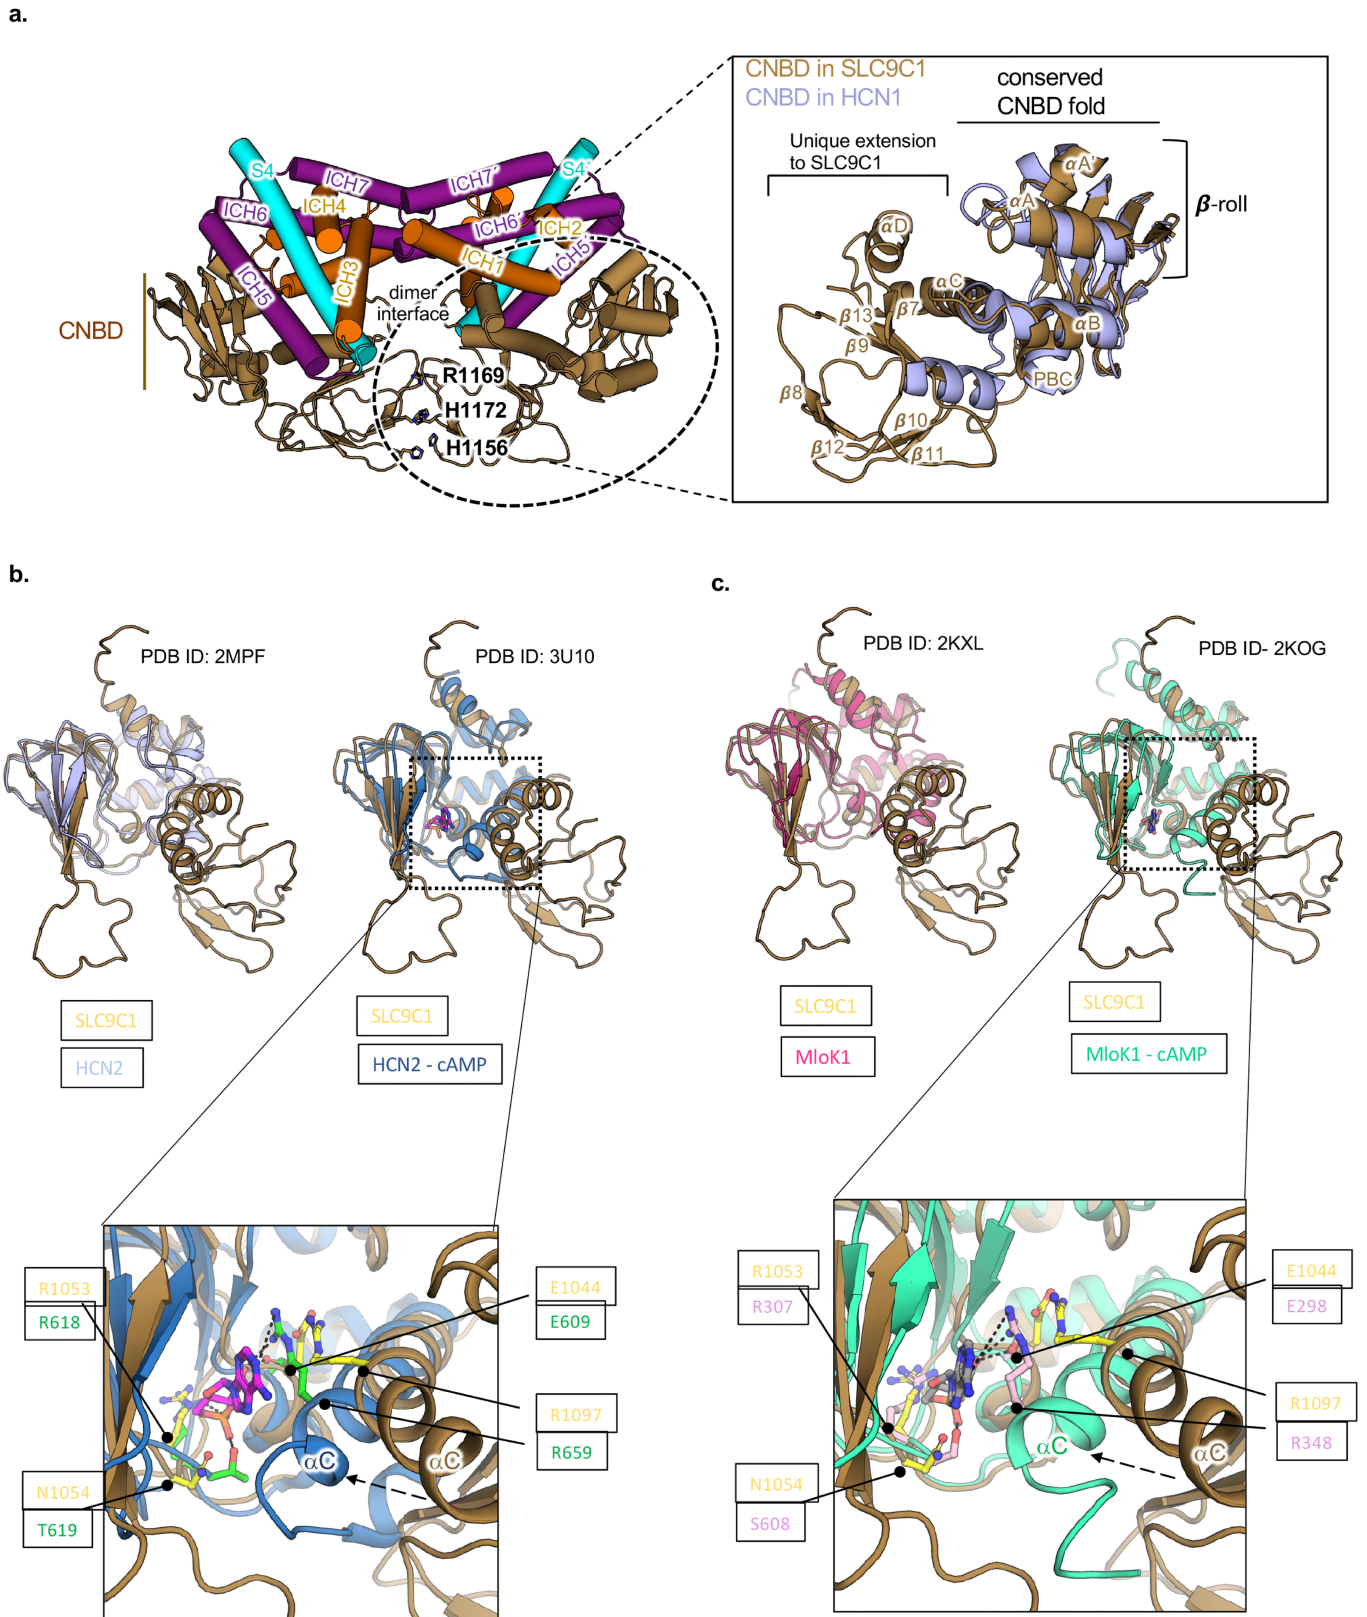 a.
CNBD in SLC9C1
CNBD in HCN1
conserved
CNBD fold
Unique extension
to SLC9C1
αA'
αA
β-roll
αD
αC
αB
β13
β7
β9
PBC
β8
β10
β12
β11
S4
ICH7
ICH7´
S4´
ICH6
ICH4
ICH6´
ICH2
ICH1
ICH5´
ICH5
ICH3
dimer
interface
CNBD
R1169
H1172
H1156
b.
PDB ID: 2MPF
PDB ID: 3U10
SLC9C1
HCN2
SLC9C1
HCN2 - cAMP
R1053
R618
E1044
E609
R1097
R659
N1054
T619
αC
αC
c.
PDB ID: 2KXL
PDB ID- 2KOG
SLC9C1
MloK1
SLC9C1
MloK1 - cAMP
R1053
R307
E1044
E298
R1097
R348
N1054
S608
αC
αC